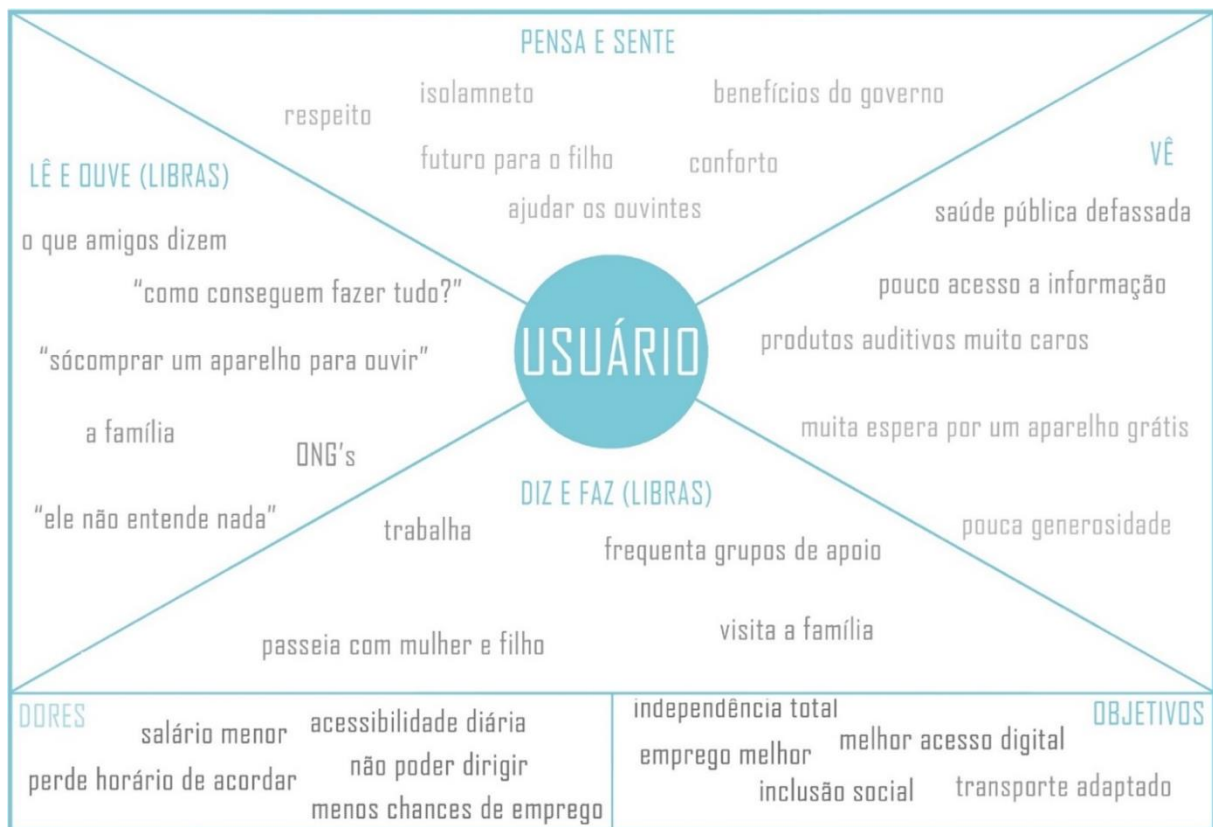 PENSA E SENTE
isolamneto
benefícios do governo
respeito
futuro para o filho
conforto
ajudar os ouvintes
LÊ E OUVE (LIBRAS)
o que amigos dizem
“como conseguem fazer tudo?”
“sócomprar um aparelho para ouvir”
a família
ONG’s
“ele não entende nada”
USUÁRIO
VÊ
saúde pública defassada
pouco acesso a informação
produtos auditivos muito caros
muita espera por um aparelho grátis
pouca generosidade
DIZ E FAZ (LIBRAS)
trabalha
frequenta grupos de apoio
visita a família
passeia com mulher e filho
DORES
salário menor
acessibilidade diária
perde horário de acordar
não poder dirigir
menos chances de emprego
OBJETIVOS
independência total
emprego melhor
melhor acesso digital
inclusão social
transporte adaptado